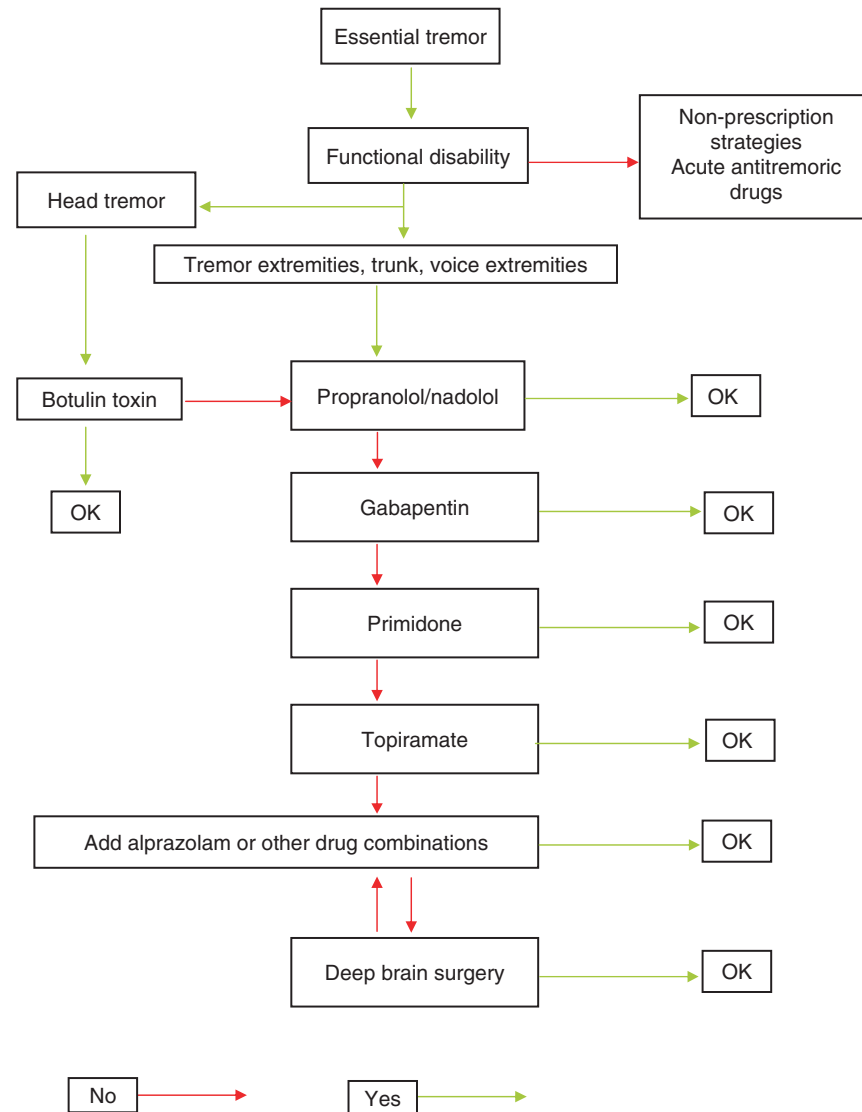 Essential tremor
Functional disability
Non-prescription
strategies
Acute antitremoric
drugs
Head tremor
Tremor extremities, trunk, voice extremities
Botulin toxin
Propranolol/nadolol
OK
OK
Gabapentin
OK
Primidone
OK
Topiramate
OK
Add alprazolam or other drug combinations
OK
Deep brain surgery
OK
No
Yes